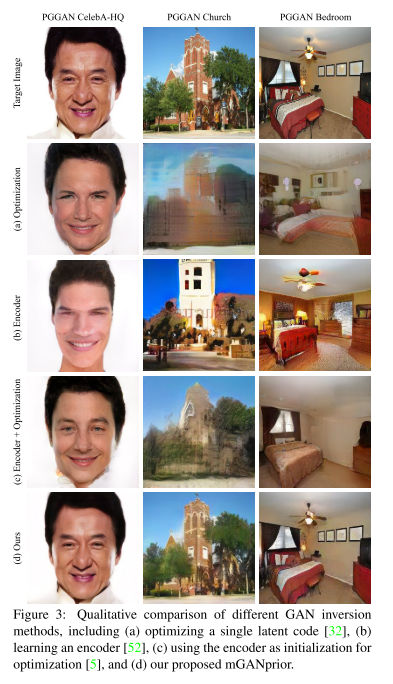 PGGAN CelebA-HQ PGGAN Church PGGAN Bedroom
Target Image
(a) Optimization
(b) Encoder
(c) Encoder + Optimization
(d) Ours
Figure 3: Qualitative comparison of different GAN inversion
methods, including (a) optimizing a single latent code [32], (b)
learning an encoder [52], (c) using the encoder as initialization for
optimization [5], and (d) our proposed mGANprior.